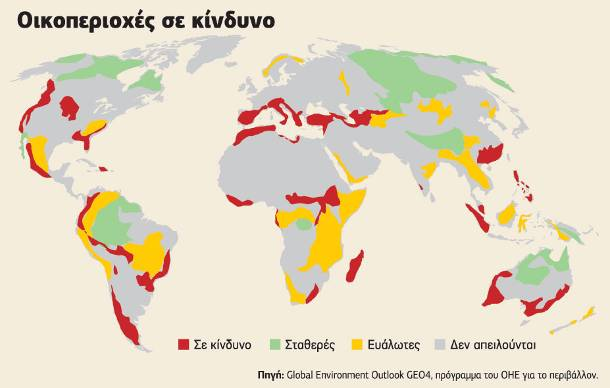 Οικοπεριοχές σε κίνδυνο
Σε κίνδυνο Σταθερές Ευάλωτες Δεν απειλούνται
Πηγή: Global Environment Outlook GEO4, πρόγραμμα του ΟΗΕ για το περιβάλλον.